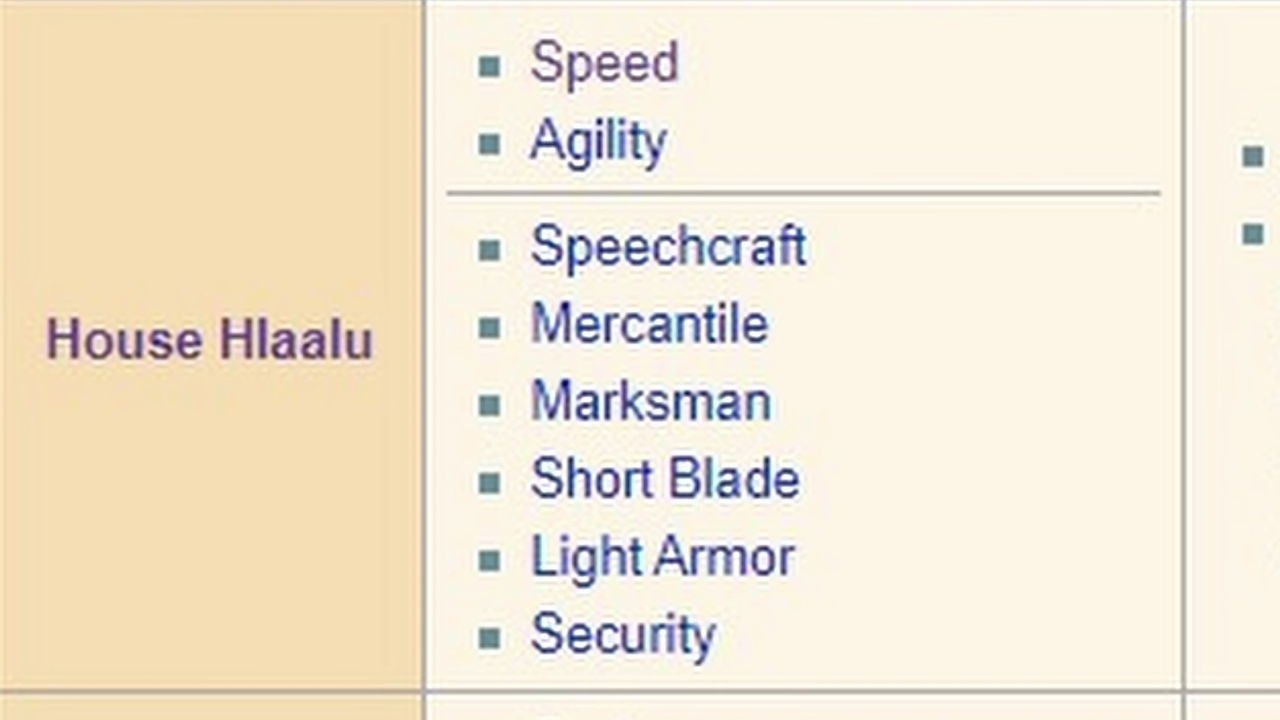 Speed
Agility
House Hlaalu
Speechcraft
Mercantile
Marksman
Short Blade
Light Armor
Security